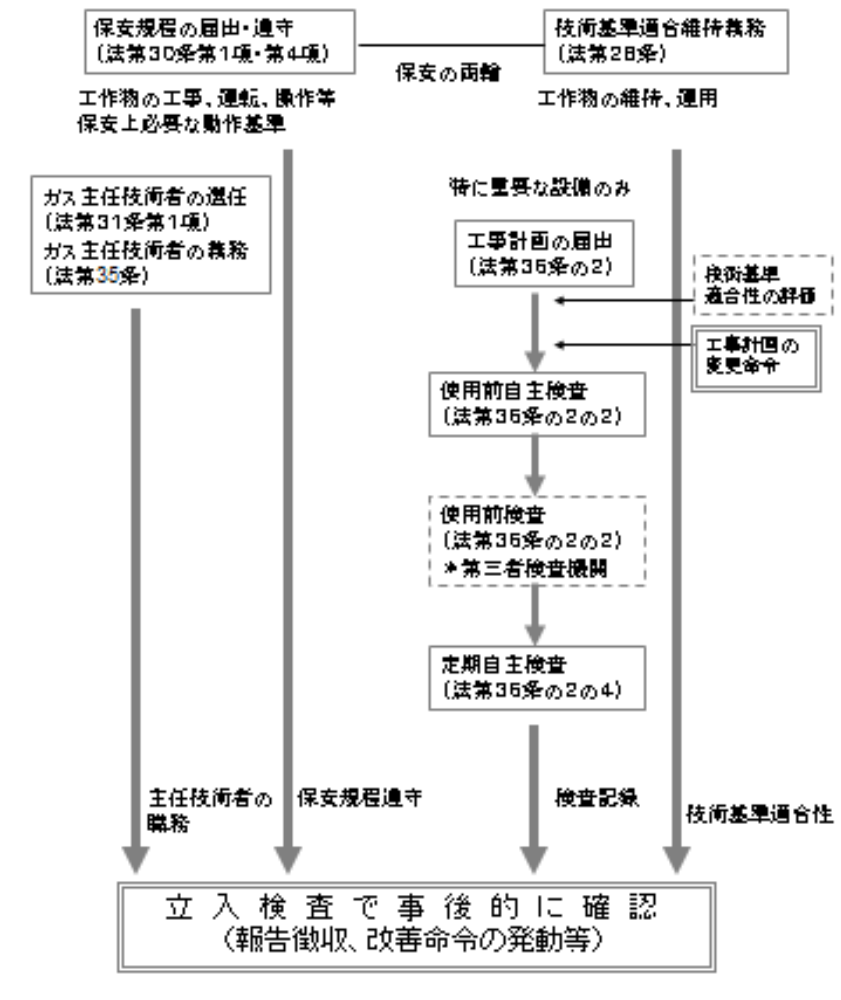 保安規程の届出・遵守
(法第30条第1項・第4項)
技術基準適合維持義務
(法第28条)
保安の両輪
工作物の工事、運転、操作等
保安上必要な動作基準
工作物の維持、運用
ガス主任技術者の選任
(法第31条第1項)
ガス主任技術者の義務
(法第35条)
特に重要な設備のみ
工事計画の届出
(法第36条の2)
技術基準
適合性の評価
工事計画の
変更命令
使用前自主検査
(法第36条の2の2)
使用前検査
(法第36条の2の2)
*第三者検査機関
定期自主検査
(法第36条の2の4)
主任技術者の
職務
保安規程遵守
検査記録
技術基準適合性
立入検査で事後的に確認
(報告徴収、改善命令の発動等)